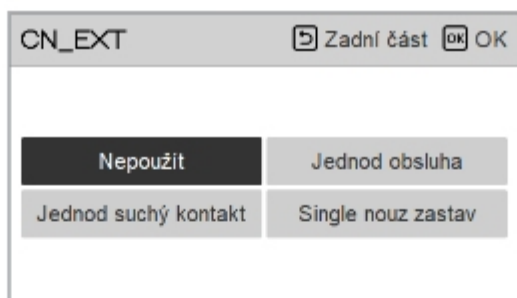 CN_EXT Zadní část OK OK
Nepoužit Jednod obsluha
Jednod suchý kontakt Single nouz zastav